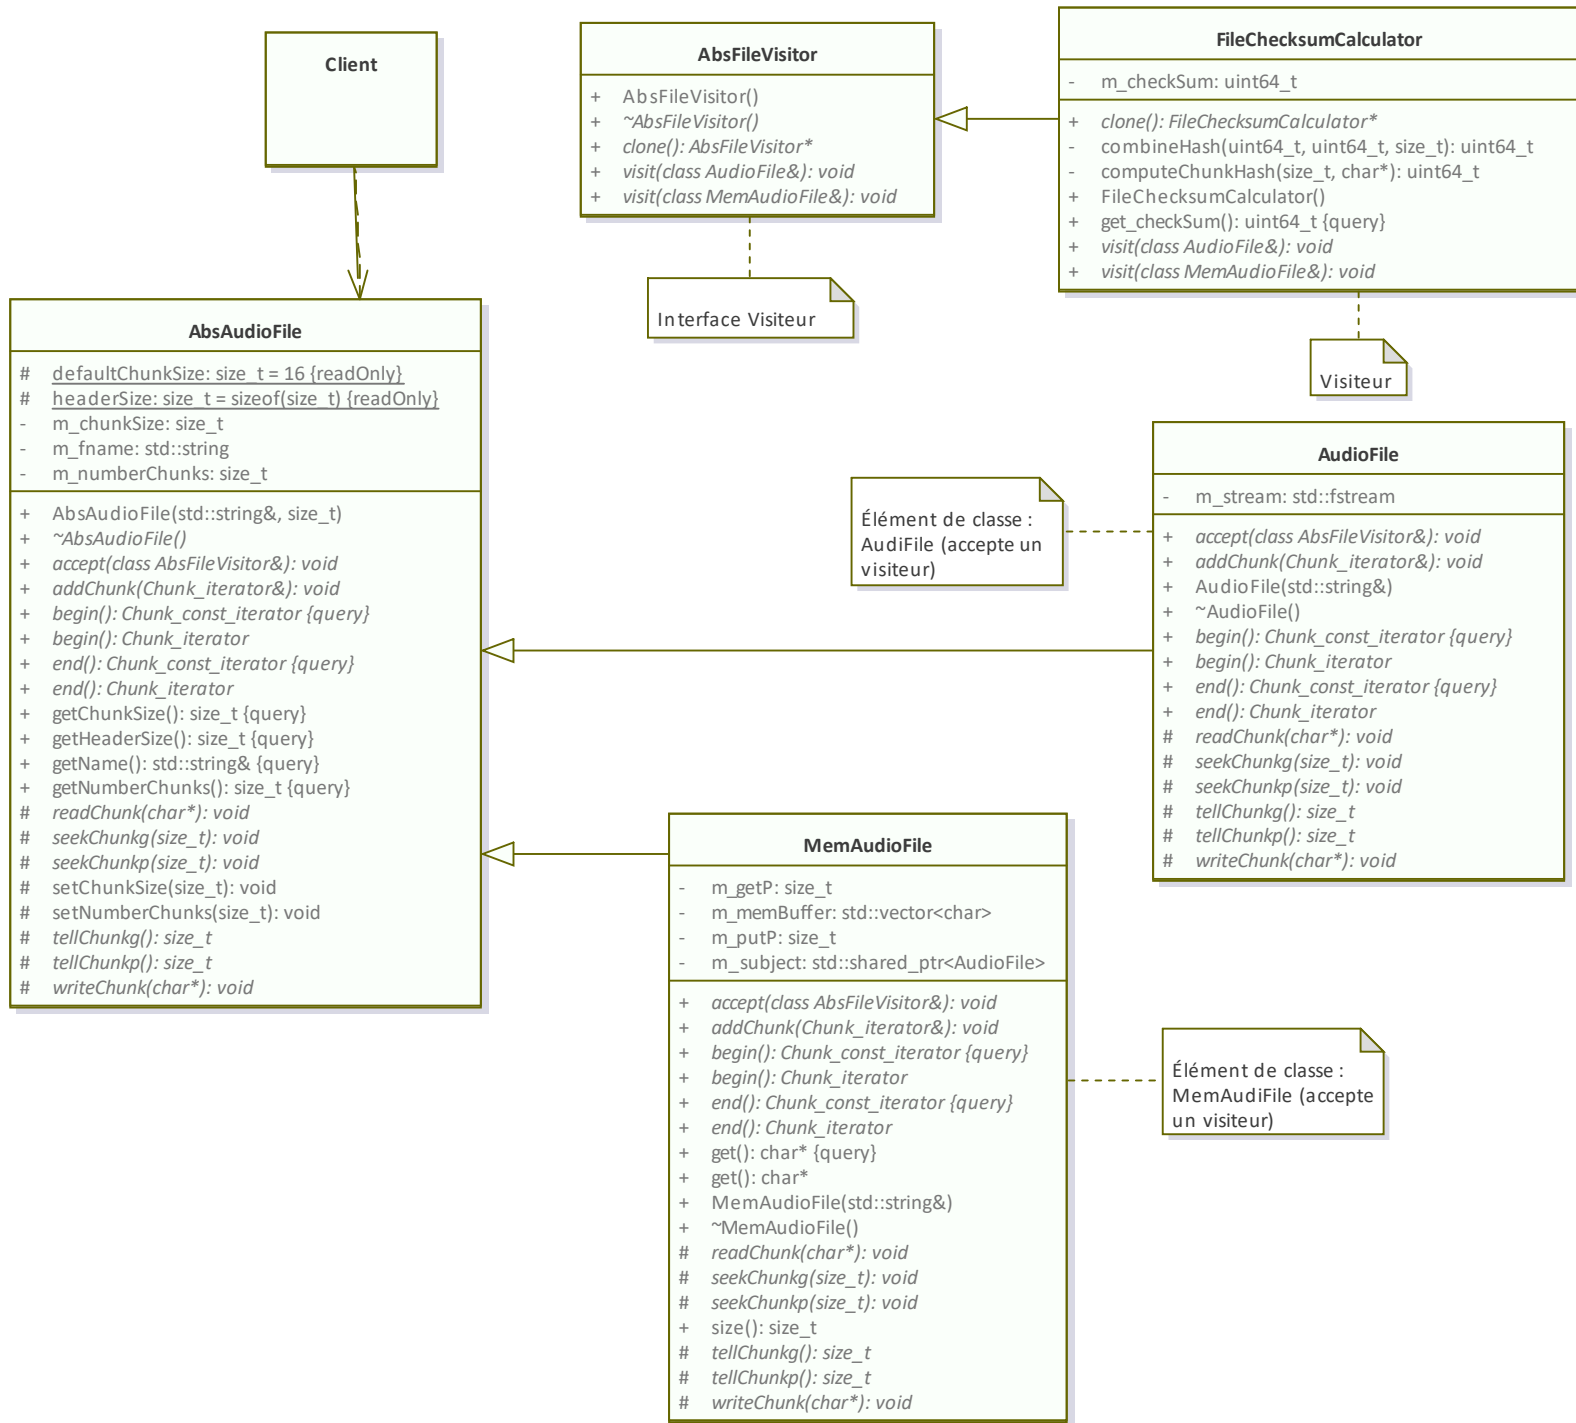 Client
AbsFileVisitor
+ AbsFileVisitor()
+ ~AbsFileVisitor()
+ clone(): AbsFileVisitor*
+ visit(class AudioFile&): void
+ visit(class MemAudioFile&): void
Interface Visiteur
FileChecksumCalculator
- m_checkSum: uint64_t
+ clone(): FileChecksumCalculator*
- combineHash(uint64_t, uint64_t, size_t): uint64_t
- computeChunkHash(size_t, char*): uint64_t
+ FileChecksumCalculator()
+ get_checkSum(): uint64_t {query}
+ visit(class AudioFile&): void
+ visit(class MemAudioFile&): void
Visiteur
AbsAudioFile
# defaultChunkSize: size_t = 16 {readOnly}
# headerSize: size_t = sizeof(size_t) {readOnly}
- m_chunkSize: size_t
- m_fname: std::string
- m_numberChunks: size_t
+ AbsAudioFile(std::string&, size_t)
+ ~AbsAudioFile()
+ accept(class AbsFileVisitor&): void
+ addChunk(Chunk_iterator&): void
+ begin(): Chunk_const_iterator {query}
+ begin(): Chunk_iterator
+ end(): Chunk_const_iterator {query}
+ end(): Chunk_iterator
+ getChunkSize(): size_t {query}
+ getHeaderSize(): size_t {query}
+ getName(): std::string& {query}
+ getNumberChunks(): size_t {query}
# readChunk(char*): void
# seekChunkg(size_t): void
# seekChunkp(size_t): void
# setChunkSize(size_t): void
# setNumberChunks(size_t): void
# tellChunkg(): size_t
# tellChunkp(): size_t
# writeChunk(char*): void
Élément de classe :
AudiFile (accepte un
visiteur)
AudioFile
- m_stream: std::fstream
+ accept(class AbsFileVisitor&): void
+ addChunk(Chunk_iterator&): void
+ AudioFile(std::string&)
+ ~AudioFile()
+ begin(): Chunk_const_iterator {query}
+ begin(): Chunk_iterator
+ end(): Chunk_const_iterator {query}
+ end(): Chunk_iterator
# readChunk(char*): void
# seekChunkg(size_t): void
# seekChunkp(size_t): void
# tellChunkg(): size_t
# tellChunkp(): size_t
# writeChunk(char*): void
MemAudioFile
- m_getP: size_t
- m_memBuffer: std::vector<char>
- m_putP: size_t
- m_subject: std::shared_ptr<AudioFile>
+ accept(class AbsFileVisitor&): void
+ addChunk(Chunk_iterator&): void
+ begin(): Chunk_const_iterator {query}
+ begin(): Chunk_iterator
+ end(): Chunk_const_iterator {query}
+ end(): Chunk_iterator
+ get(): char* {query}
+ get(): char*
+ MemAudioFile(std::string&)
+ ~MemAudioFile()
# readChunk(char*): void
# seekChunkg(size_t): void
# seekChunkp(size_t): void
+ size(): size_t
# tellChunkg(): size_t
# tellChunkp(): size_t
# writeChunk(char*): void
Élément de classe :
MemAudiFile (accepte
un visiteur)